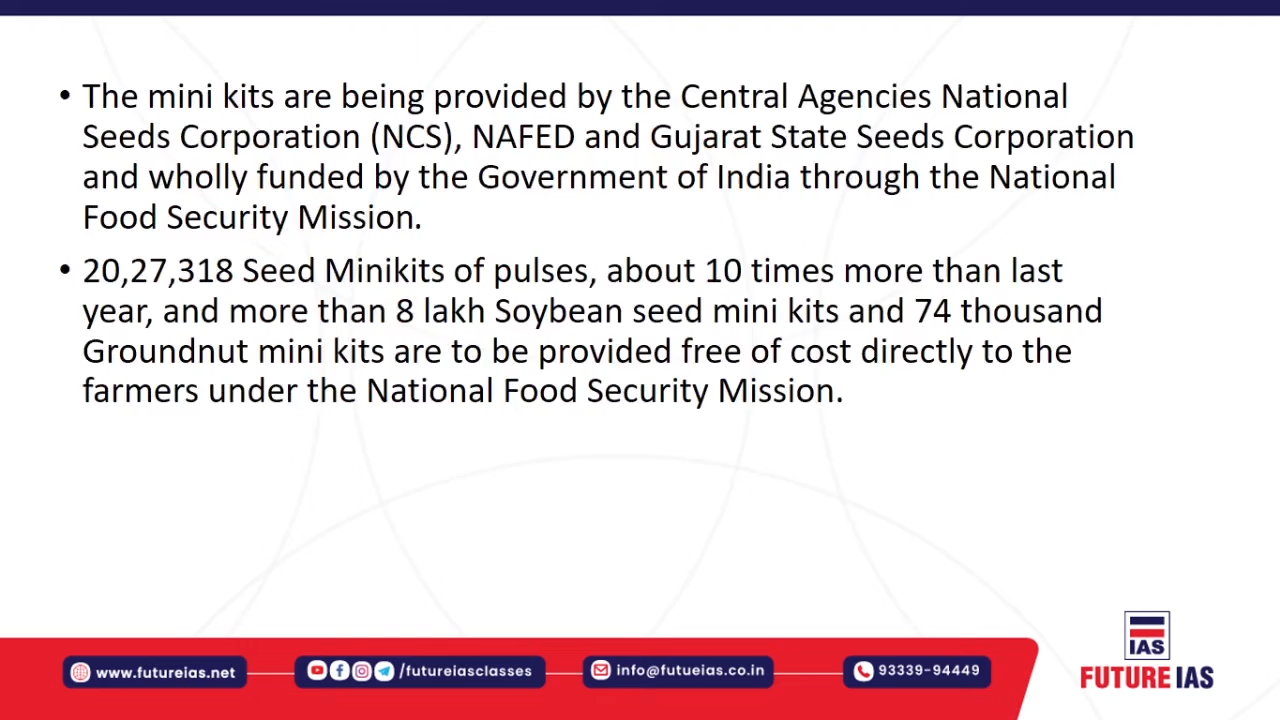 • The mini kits are being provided by the Central Agencies National
Seeds Corporation (NCS), NAFED and Gujarat State Seeds Corporation
and wholly funded by the Government of India through the National
Food Security Mission.
• 20,27,318 Seed Minikits of pulses, about 10 times more than last
year, and more than 8 lakh Soybean seed mini kits and 74 thousand
Groundnut mini kits are to be provided free of cost directly to the
farmers under the National Food Security Mission.
IAS
FUTURE IAS
www.futureias.net
/futureiasclasses
info@futueias.co.in
93339-94449